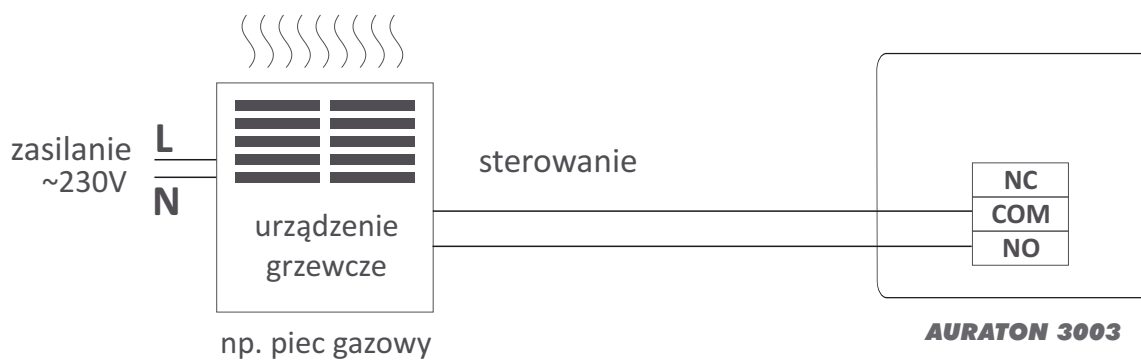 zasilanie
~230V
L
N
urządzenie
grzewcze
np. piec gazowy
sterowanie
NC
COM
NO
AURATON 3003